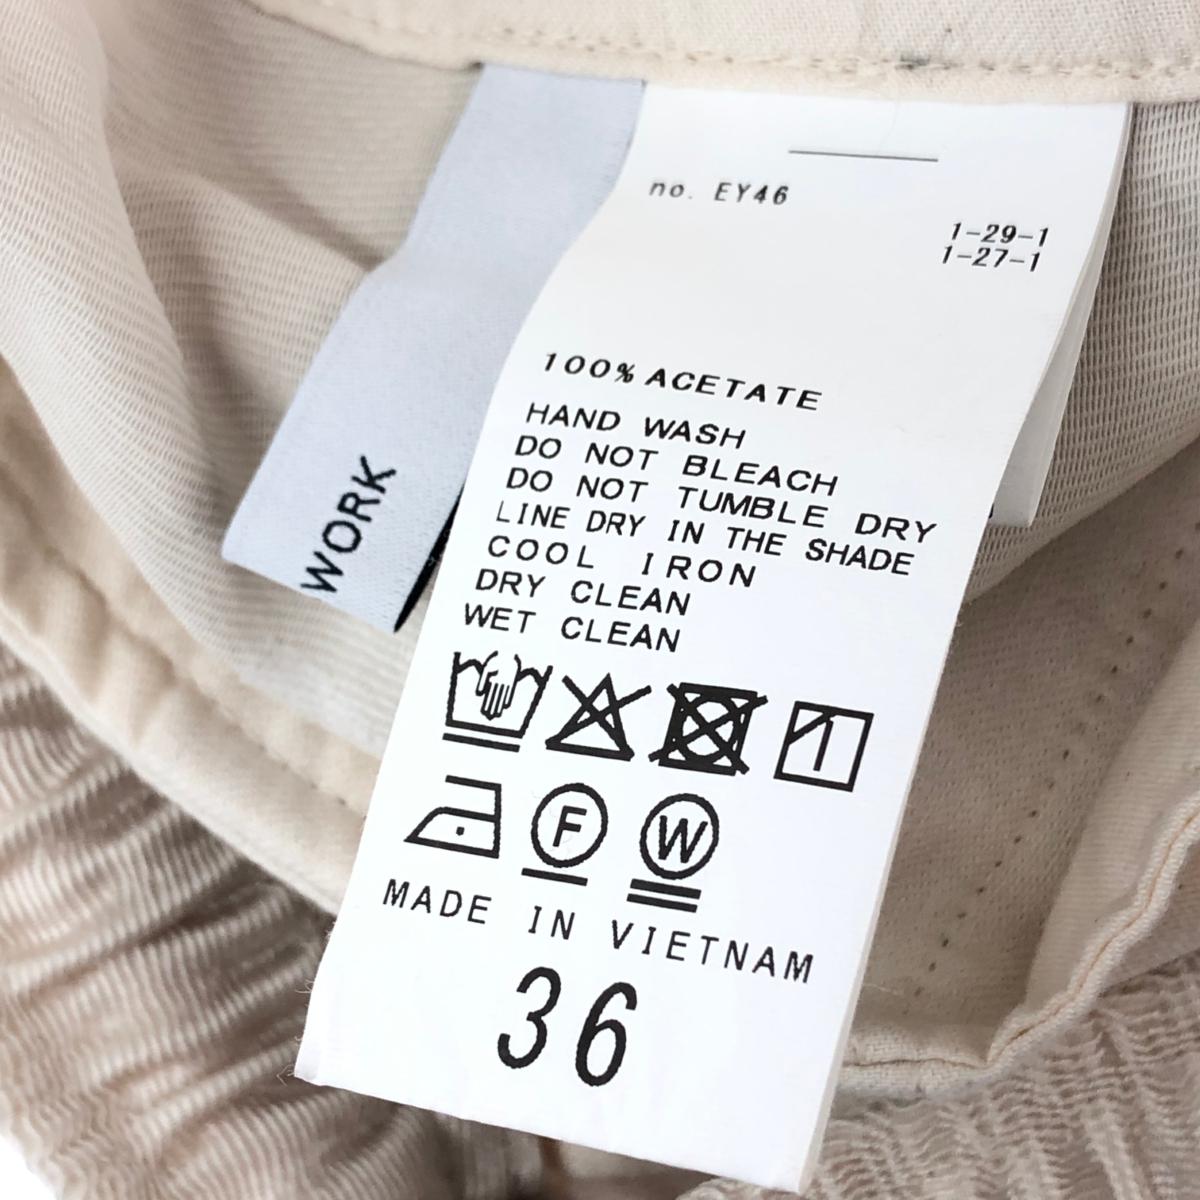 no. EY46
1-29-1
1-27-1
100% ACETATE
HAND WASH
DO NOT BLEACH
DO NOT TUMBLE DRY
LINE DRY IN THE SHADE
COOL IRON
DRY CLEAN
WET CLEAN
F
W
MADE IN VIETNAM
36
WORK